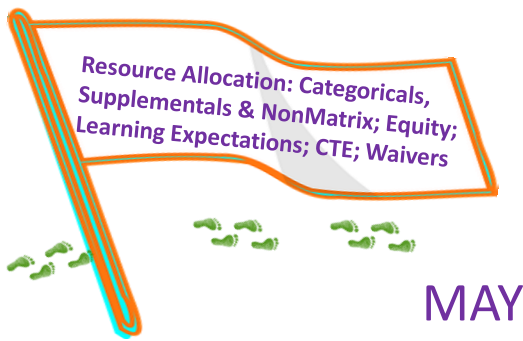 Resource Allocation: Categoricals,
Supplementals & NonMatrix; Equity;
Learning Expectations; CTE; Waivers
MAY